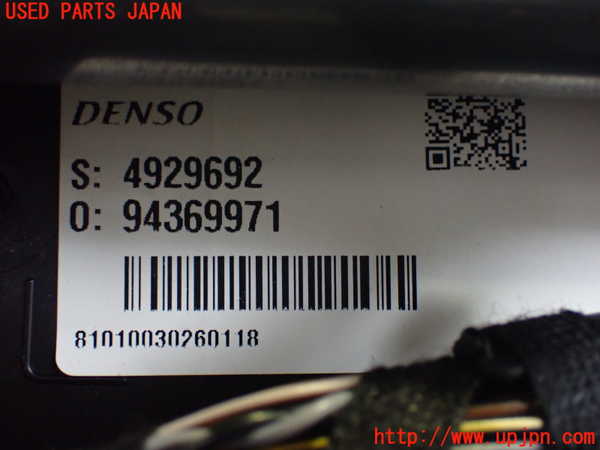 USED PARTS JAPAN
DENSO
S: 4929692
O: 94369971
81010030260118
http://www.upjpn.com/